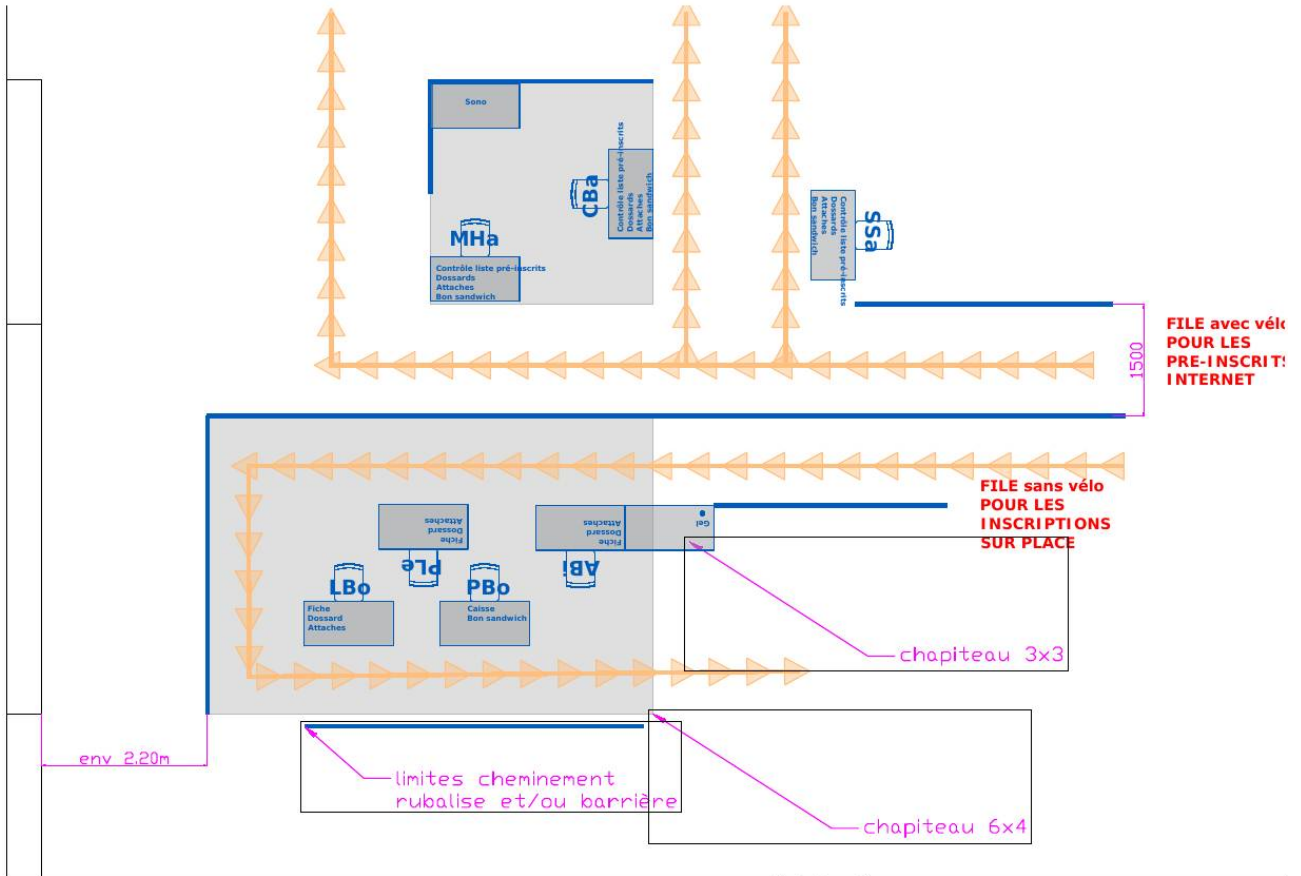 Sono
CBa
Contrôle liste pré-inscrits
Dossards
Attaches
Bon sandwich
MHa
Contrôle liste pré-inscrits
Dossards
Attaches
Bon sandwich
SSa
Contrôle liste pré-inscrits
Dossards
Attaches
Bon sandwich
1500
FILE avec
POUR LES
INTERNET
FILE sans vélo
POUR LES
INSCRIPTIONS
SUR PLACE
Fiche
Dossard
Attaches
PLe
Fiche
Dossard
Attaches
ABi
Gel
LBo
Fiche
Dossard
Attaches
PBo
Caisse
Bon sandwich
chapiteau 3x3
env 2.20m
limites cheminement
rubalise et/ou barrière
chapiteau 6x4